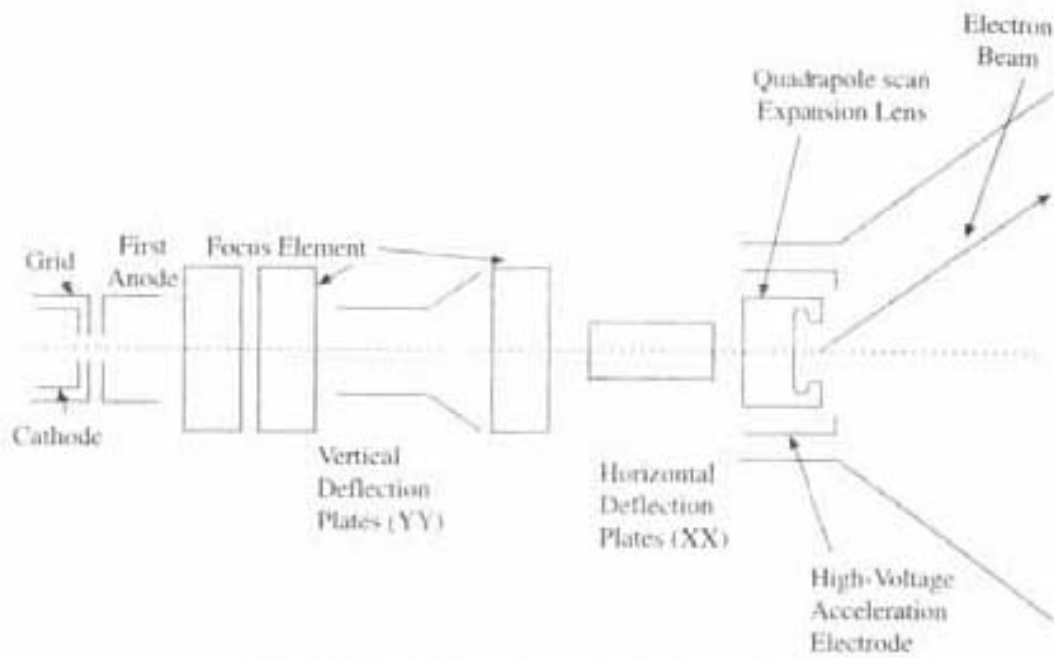 Electron
Beam
Quadrapole scan
Expansion Lens
First
Anode
Focus Element
Grid
Cathode
Vertical
Deflection
Plates (YY)
Horizontal
Deflection
Plates (XX)
High-Voltage
Acceleration
Electrode